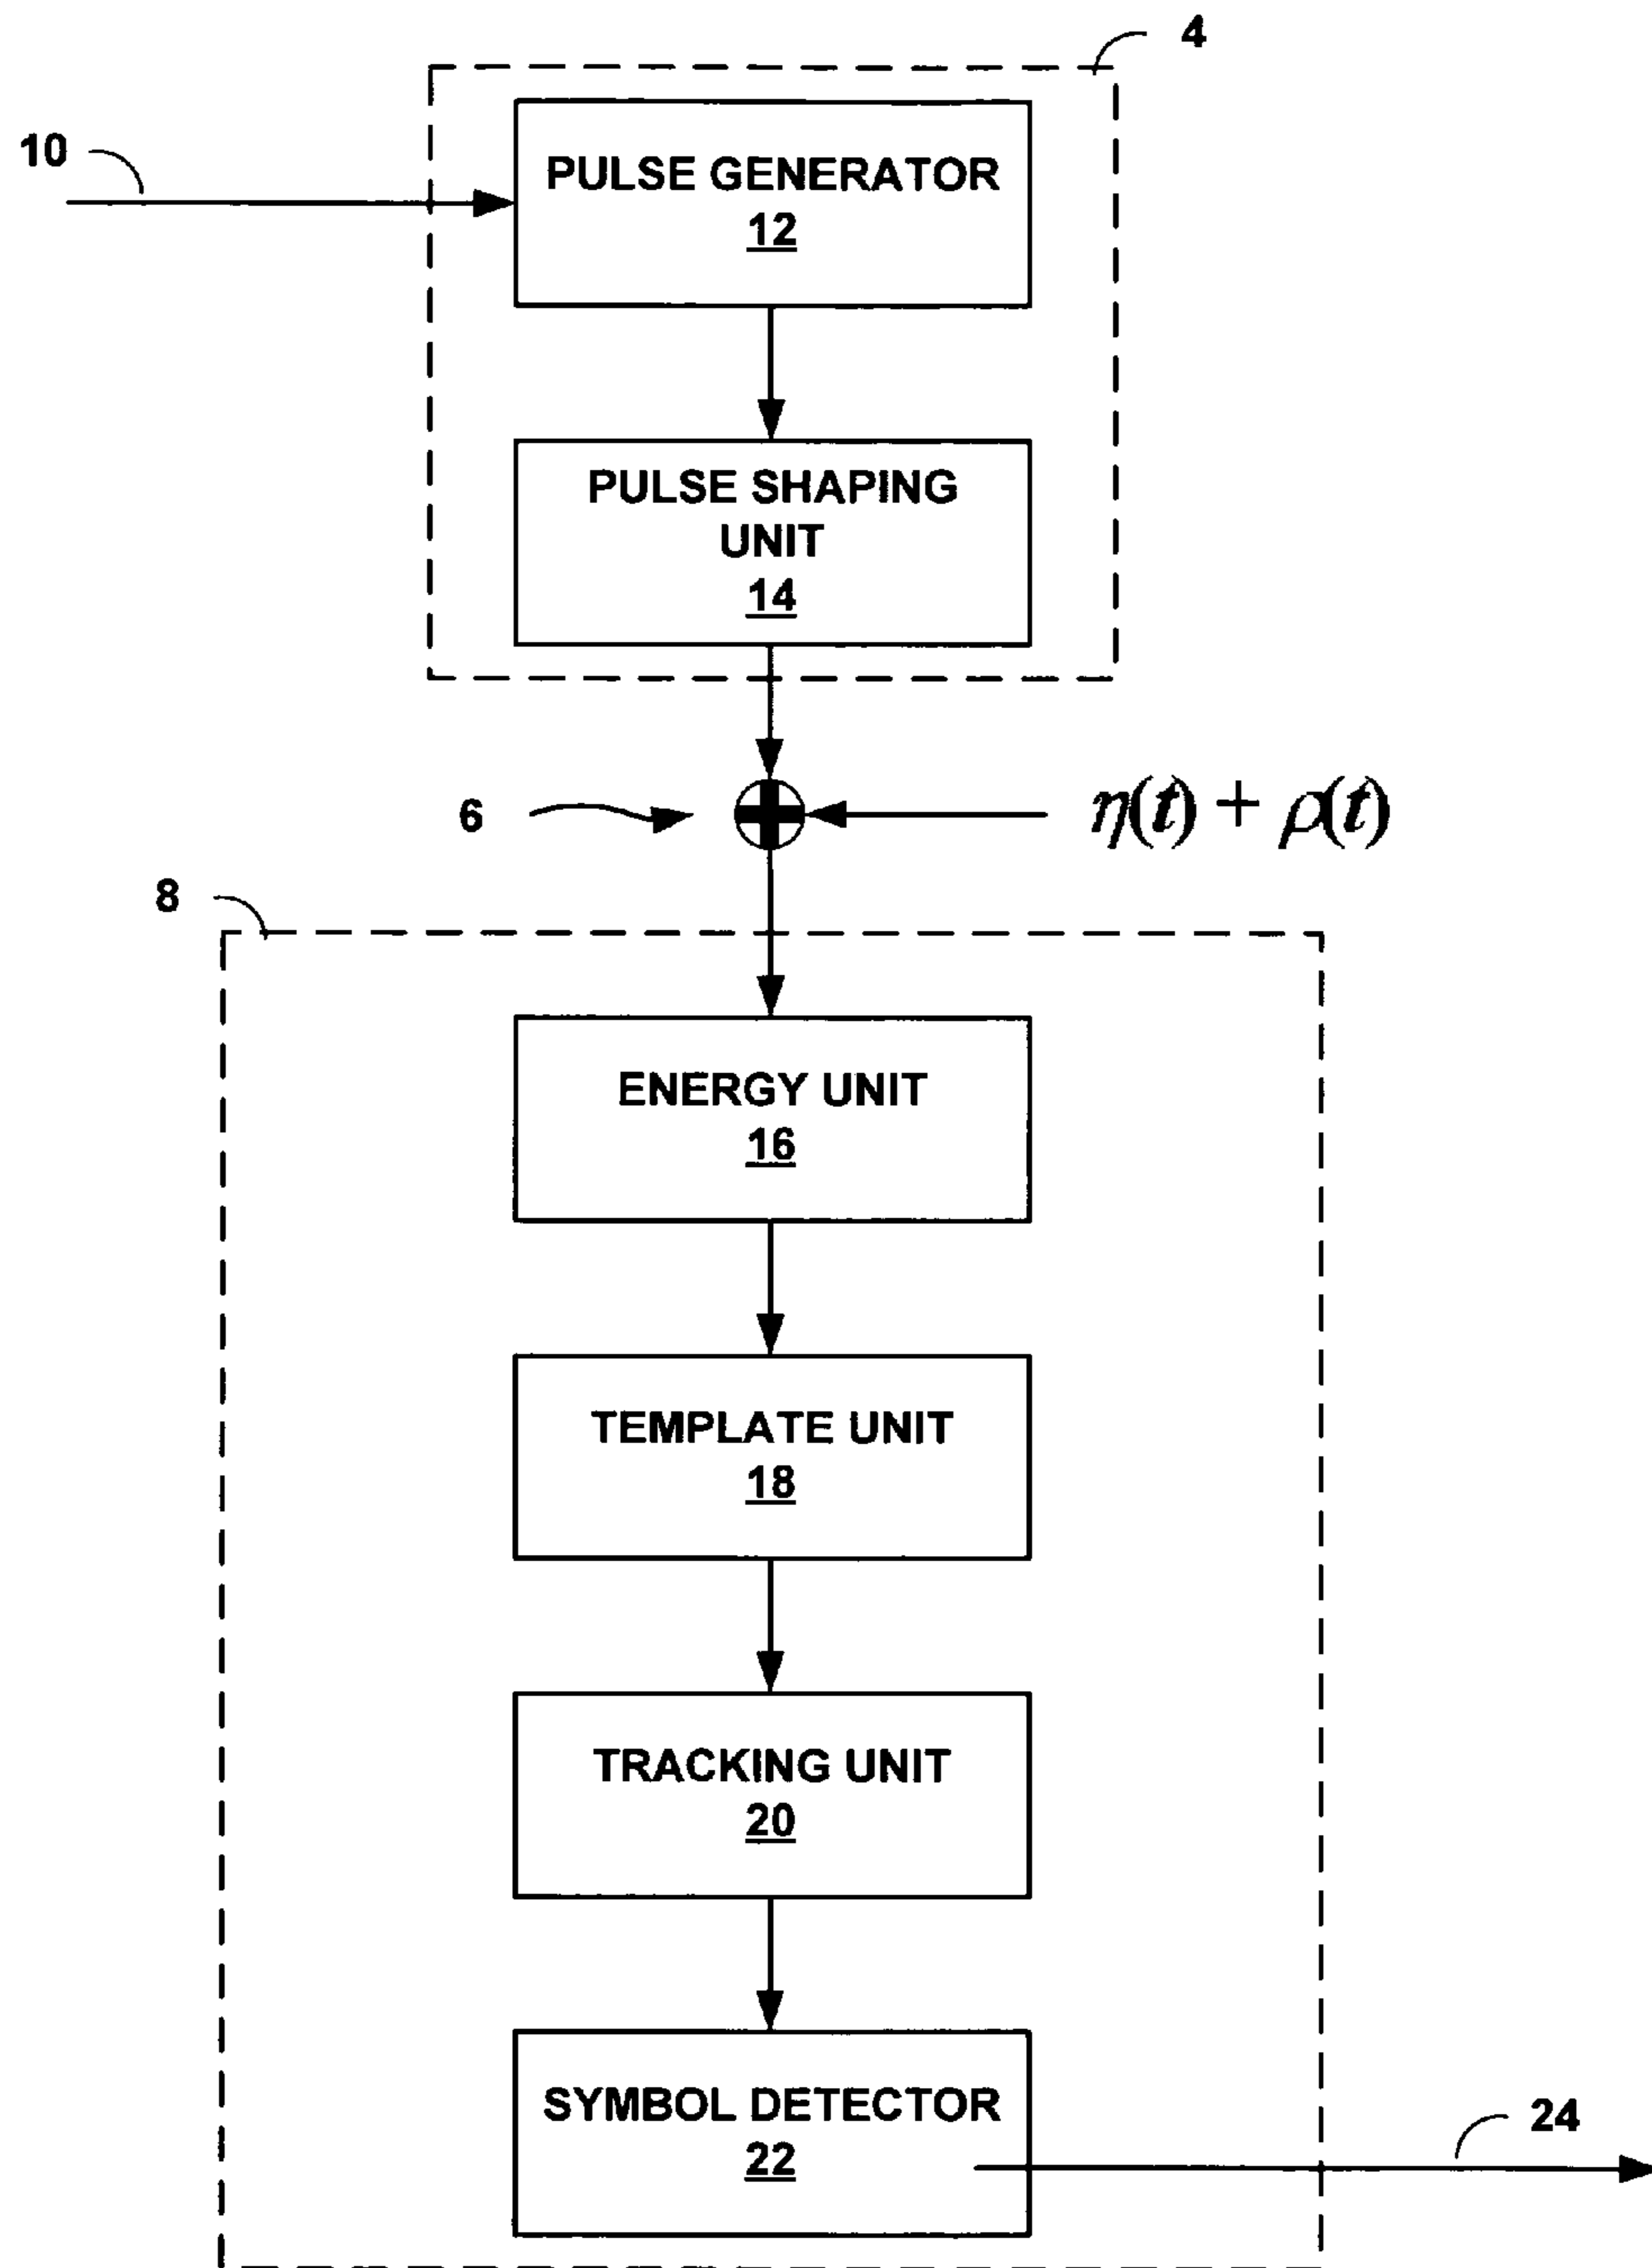 4
10
PULSE GENERATOR
12
PULSE SHAPING
UNIT
14
6
η(t) + ρ(t)
8
ENERGY UNIT
16
TEMPLATE UNIT
18
TRACKING UNIT
20
SYMBOL DETECTOR
22
24